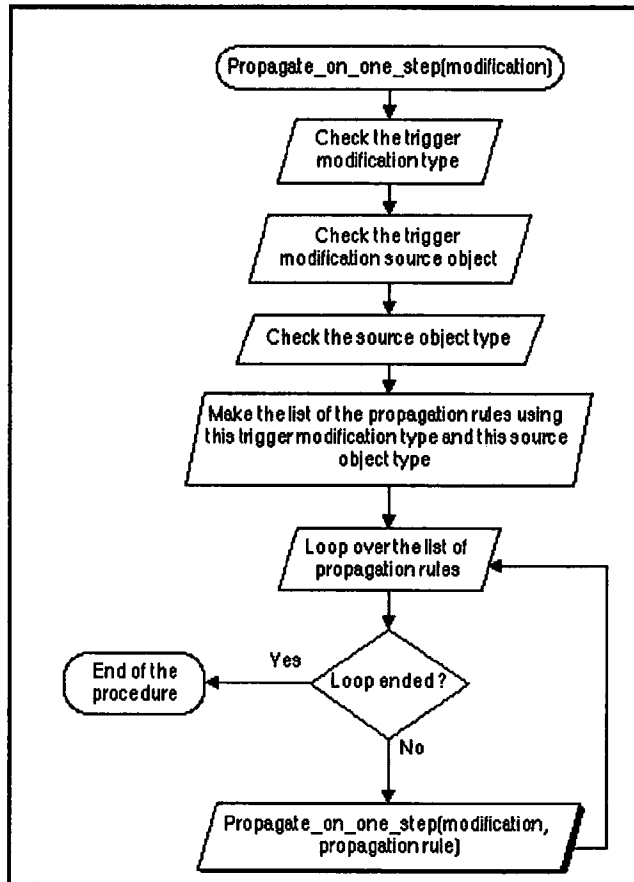 Propagate_on_one_step(modification)
Check the trigger
modification type
Check the trigger
modification source object
Check the source object type
Make the list of the propagation rules using
this trigger modification type and this source
object type
Loop over the list of
propagation rules
Loop ended ?
Yes
End of the
procedure
No
Propagate_on_one_step(modification,
propagation rule)